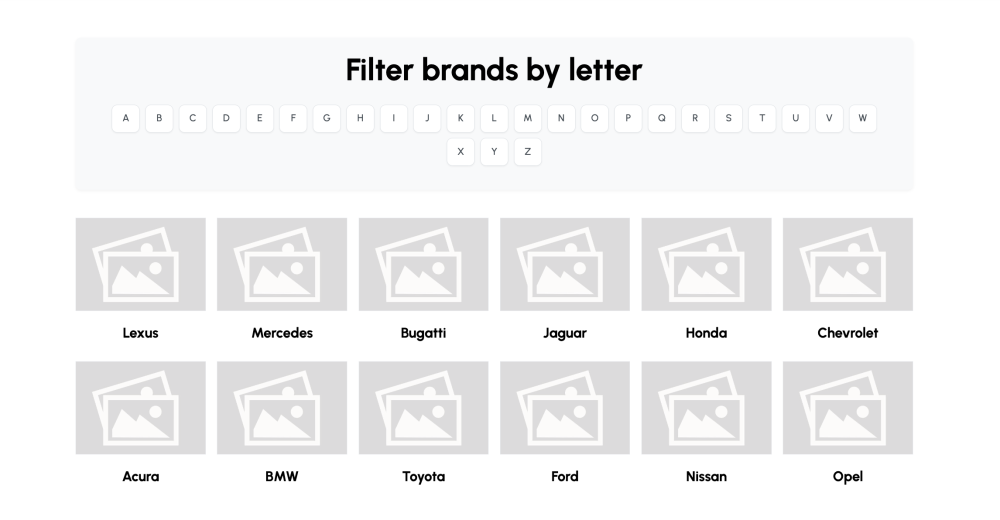 Filter brands by letter
A B C D E F G H I J K L M N O P Q R S T U V W
X Y Z
Lexus Mercedes Bugatti Jaguar Honda Chevrolet
Acura BMW Toyota Ford Nissan Opel